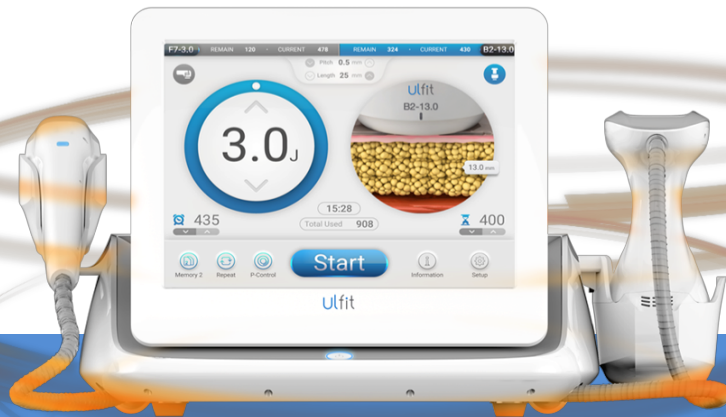 F7-3.0 REMAIN 120 · CURRENT 478 REMAIN 324 · CURRENT 430 B2-13.0
Pitch 0.5 mm
Length 25 mm
Ulfit
B2-13.0
3.0J
13.0 mm
15:28
435
Total Used 908
400
Memory 2 Repeat P-Control Start Information Setup
Ulfit